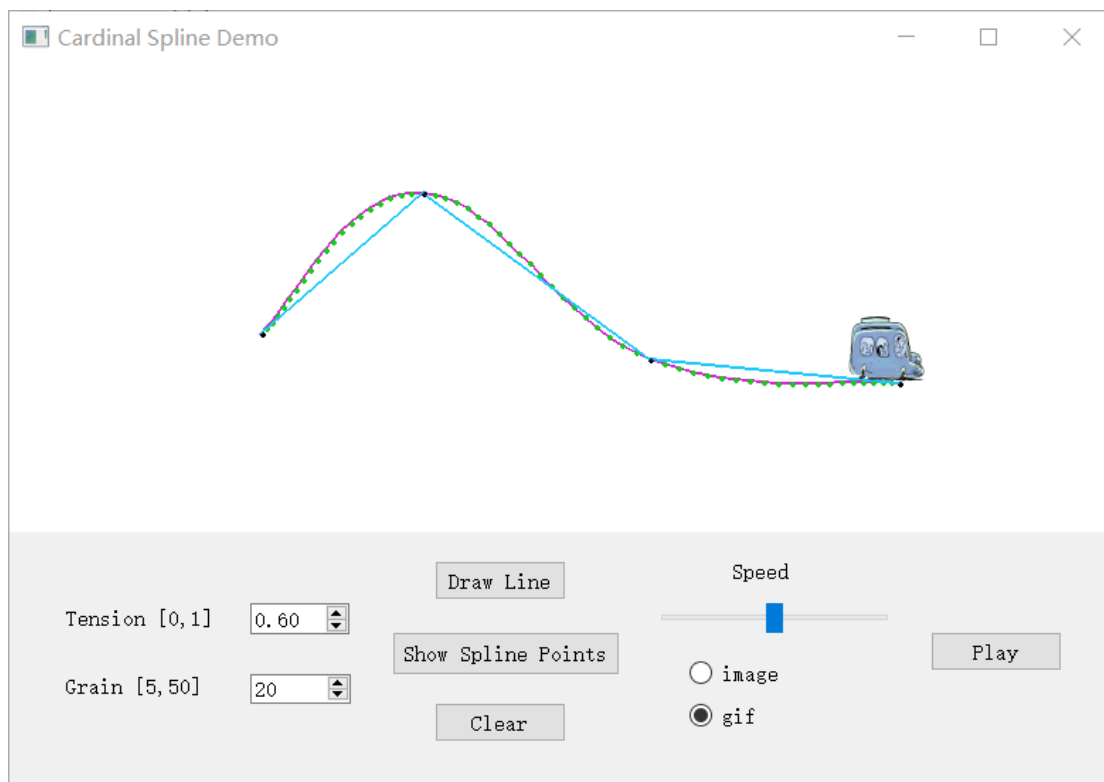 Cardinal Spline Demo
Draw Line
Speed
Tension [0,1]
0.60
Show Spline Points
Play
image
Grain [5,50]
20
gif
Clear